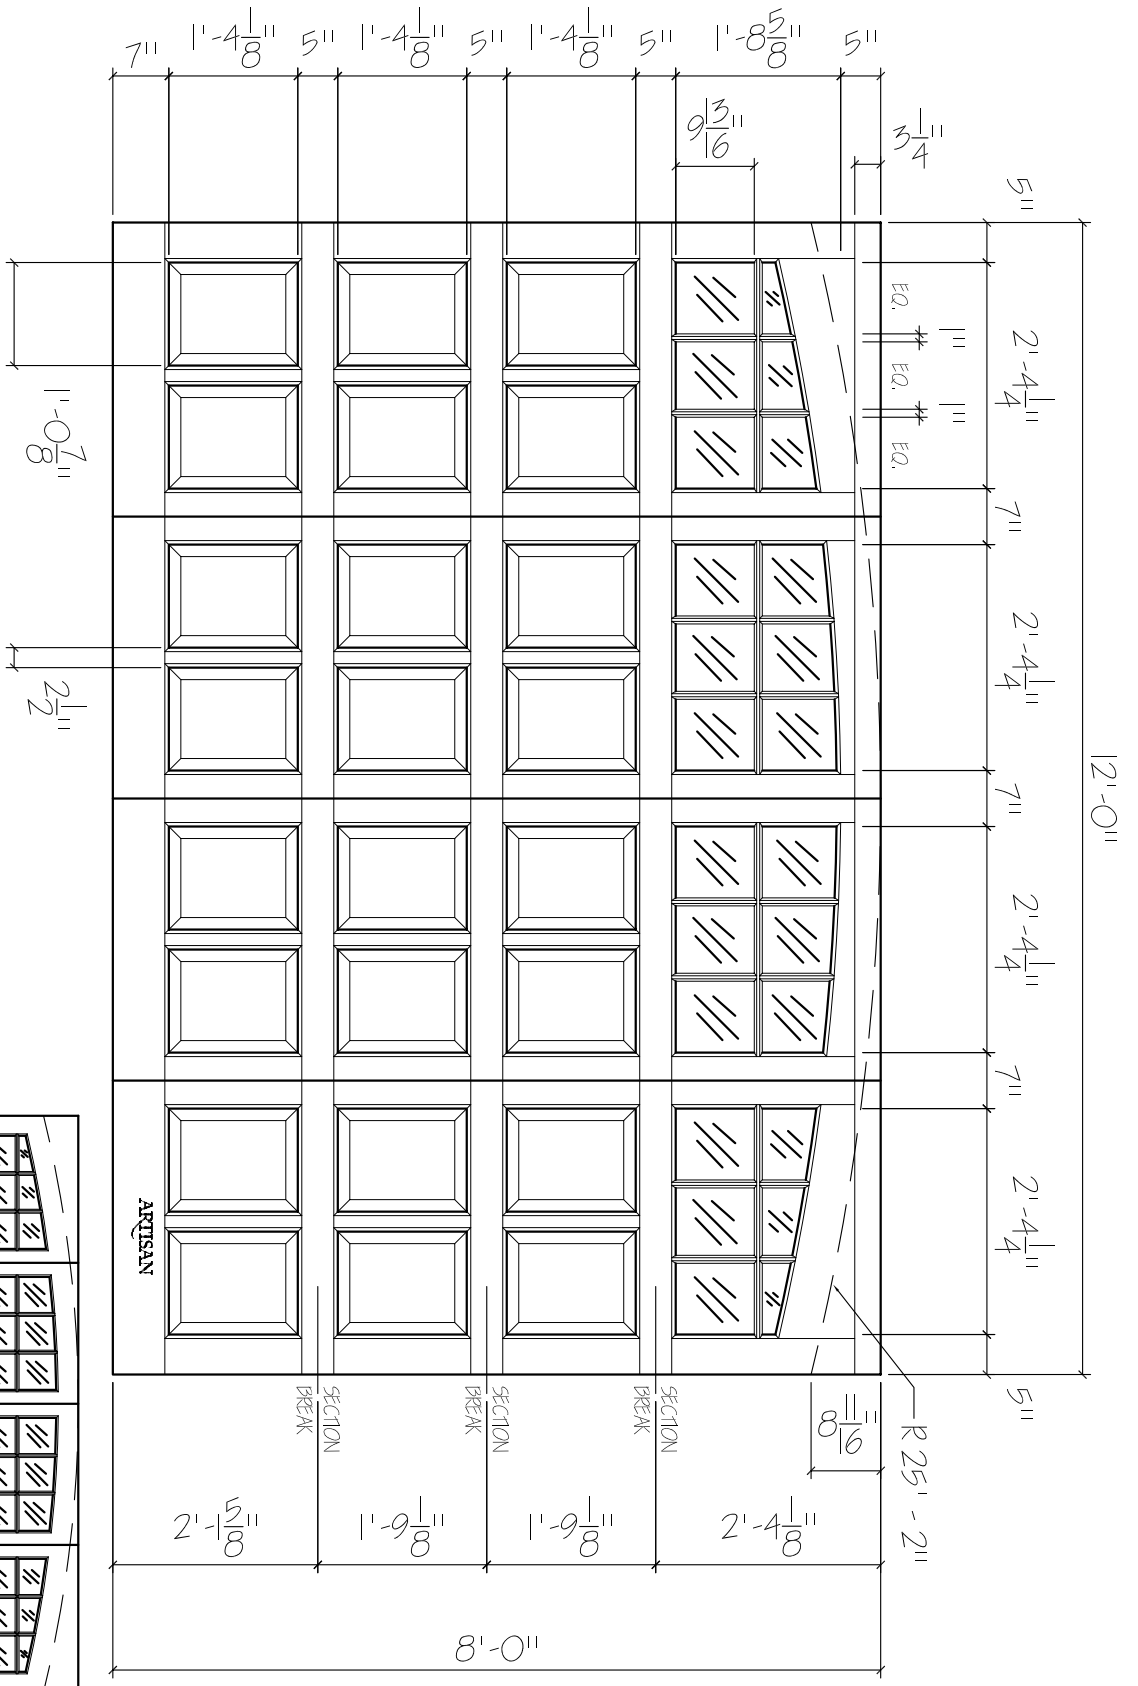 7" 1'-4 1/8" 5" 1'-4 1/8" 5" 1'-4 1/8" 5" 1'-8 5/8" 5"
9 13/16"
3 1/4"
12'-0"
5" 2'-4 1/4" 7" 2'-4 1/4" 7" 2'-4 1/4" 7" 2'-4 1/4" 5"
1" 1"
EQ. EQ. EQ.
1'-0 7/8" 2 1/2"
ARTISAN
SECTION
BREAK
SECTION
BREAK
SECTION
BREAK
8 11/16"
R 25' - 2"
2'-1 5/8" 1'-9 1/8" 1'-9 1/8" 2'-4 1/8"
8'-0"